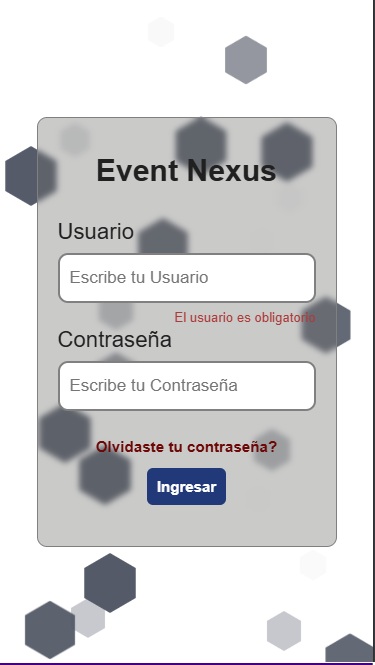 Event Nexus
Usuario
Escribe tu Usuario
El usuario es obligatorio
Contraseña
Escribe tu Contraseña
Olvidaste tu contraseña?
Ingresar